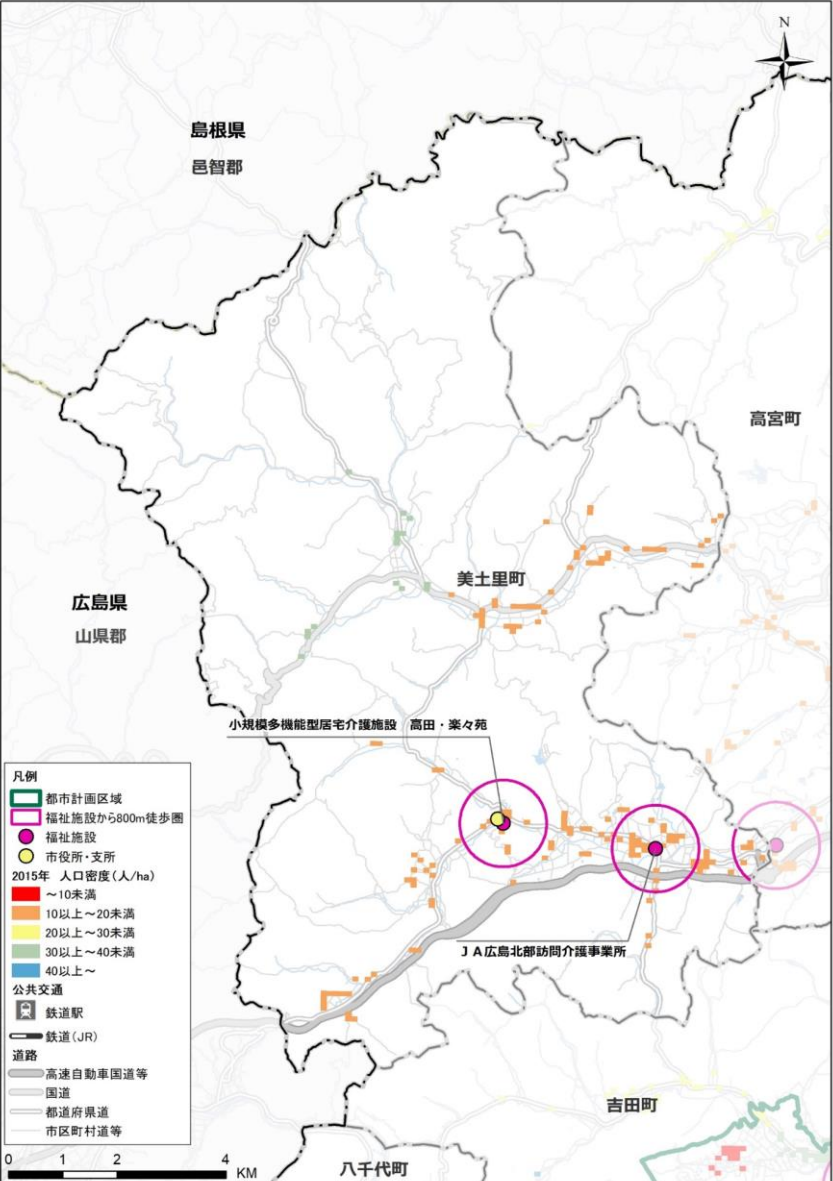 N
島根県
邑智郡
高宮町
美土里町
広島県
山県郡
小規模多機能型居宅介護施設 高田・楽々苑
JA広島北部訪問介護事業所
吉田町
八千代町
凡例
都市計画区域
福祉施設から800m徒歩圏
福祉施設
市役所・支所
2015年 人口密度(人/ha)
～10未満
10以上～20未満
20以上～30未満
30以上～40未満
40以上～
公共交通
鉄道駅
鉄道(JR)
道路
高速自動車国道等
国道
都道府県道
市区町村道等
0 1 2 4
KM